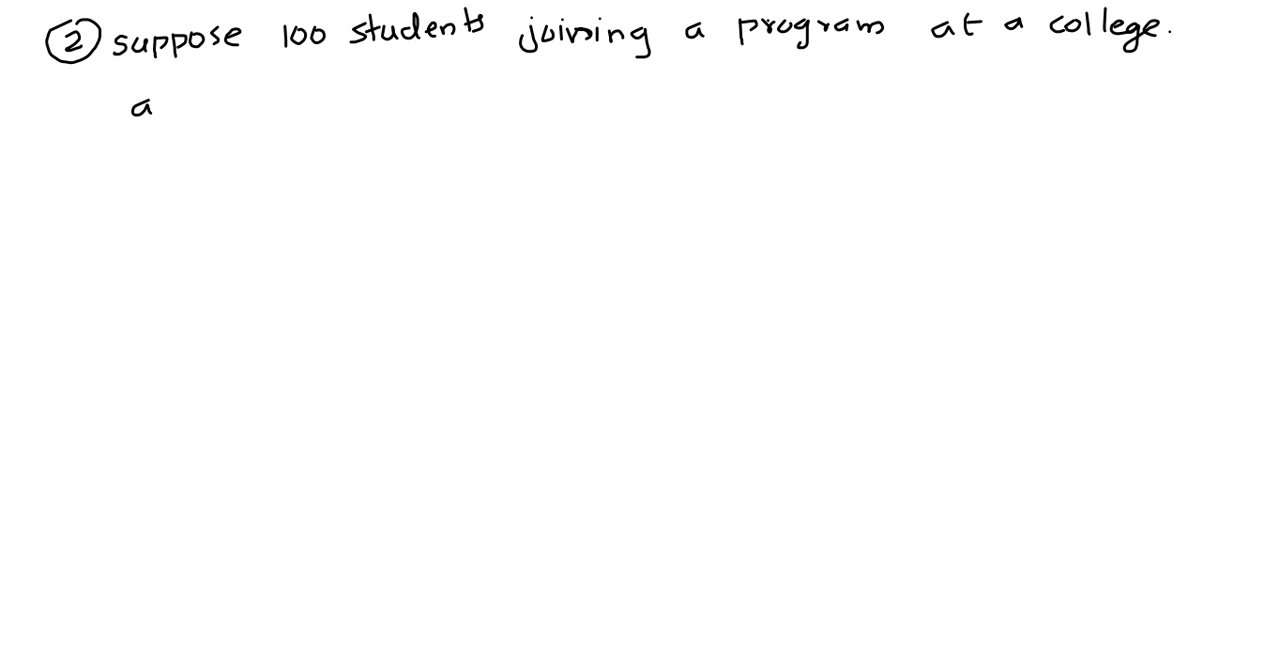 ② suppose 100 students joining a program at a college.
a